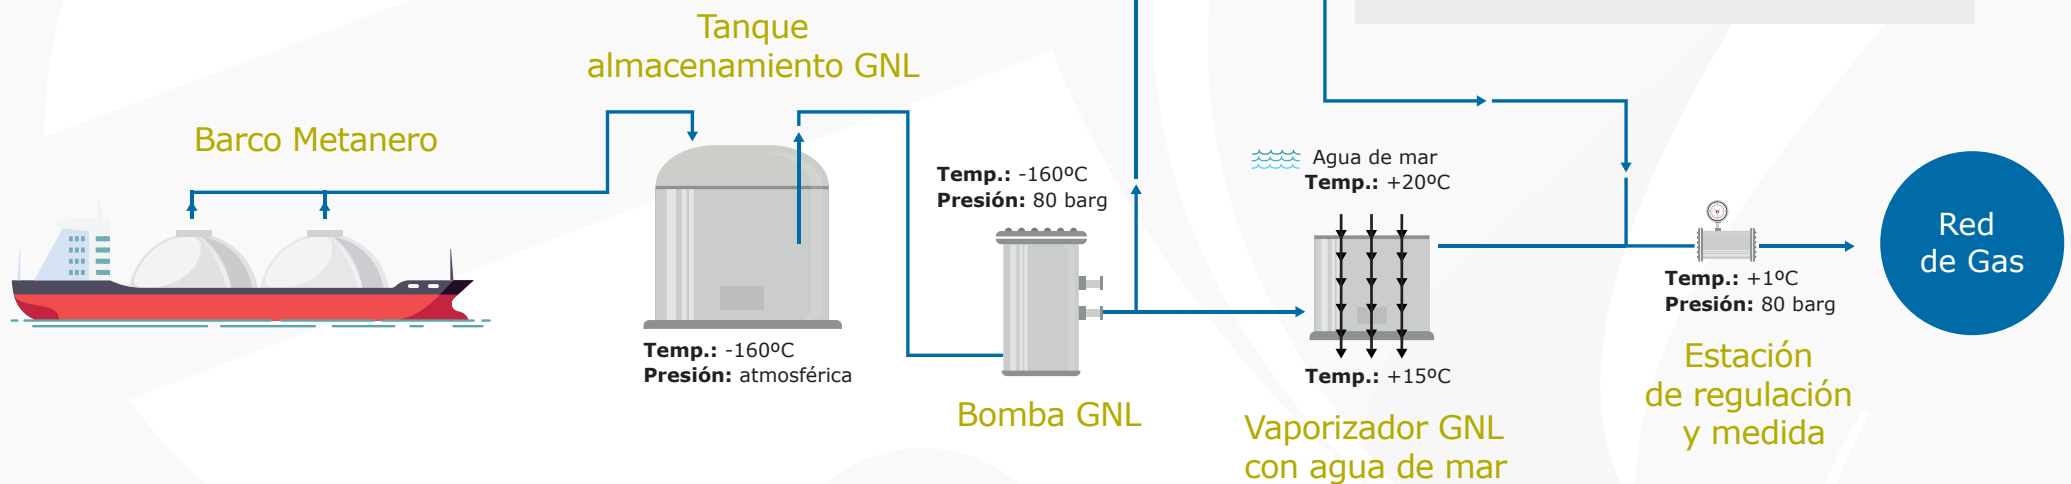 Tanque
almacenamiento GNL
Barco Metanero
Temp.: -160ºC
Presión: atmosférica
Temp.: -160ºC
Presión: 80 barg
Bomba GNL
Agua de mar
Temp.: +20ºC
Temp.: +15ºC
Vaporizador GNL
con agua de mar
Temp.: +1ºC
Presión: 80 barg
Estación
de regulación
y medida
Red
de Gas